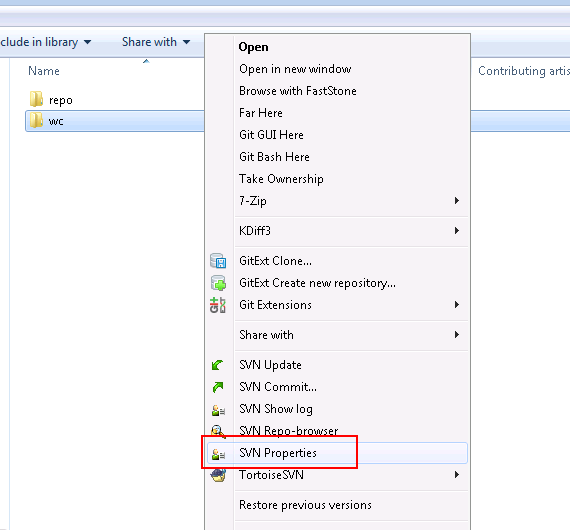 clude in library Share with
Name Contributing artis
repo
wc
Open
Open in new window
Browse with FastStone
Far Here
Git GUI Here
Git Bash Here
Take Ownership
7-Zip
KDiff3
GitExt Clone...
GitExt Create new repository...
Git Extensions
Share with
SVN Update
SVN Commit...
SVN Show log
SVN Repo-browser
SVN Properties
TortoiseSVN
Restore previous versions